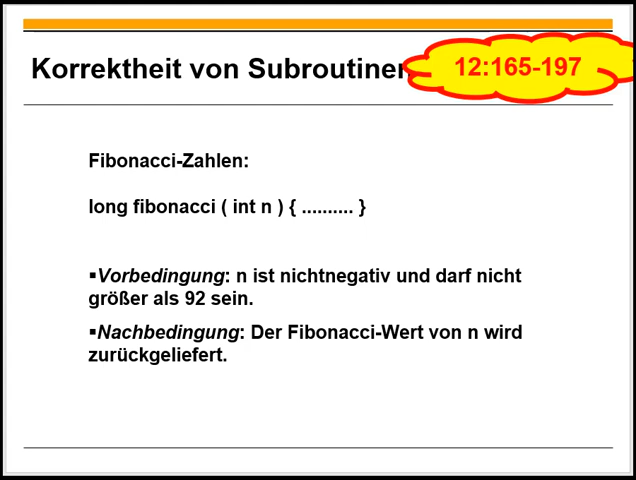 Korrektheit von Subroutinen
12:165-197
Fibonacci-Zahlen:
long fibonacci ( int n ) { .......... }
▪Vorbedingung: n ist nichtnegativ und darf nicht
größer als 92 sein.
▪Nachbedingung: Der Fibonacci-Wert von n wird
zurückgeliefert.